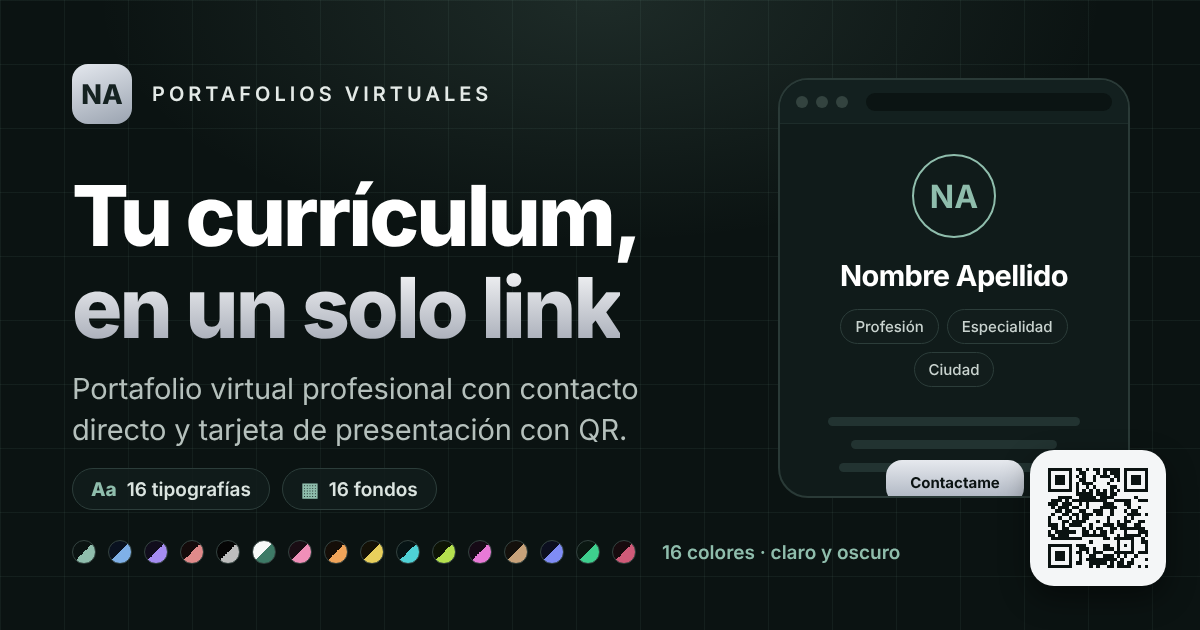 NA
PORTAFOLIOS VIRTUALES
Tu currículum,
en un solo link
Portafolio virtual profesional con contacto
directo y tarjeta de presentación con QR.
Aa 16 tipografías
16 fondos
16 colores · claro y oscuro
NA
Nombre Apellido
Profesión
Especialidad
Ciudad
Contactame